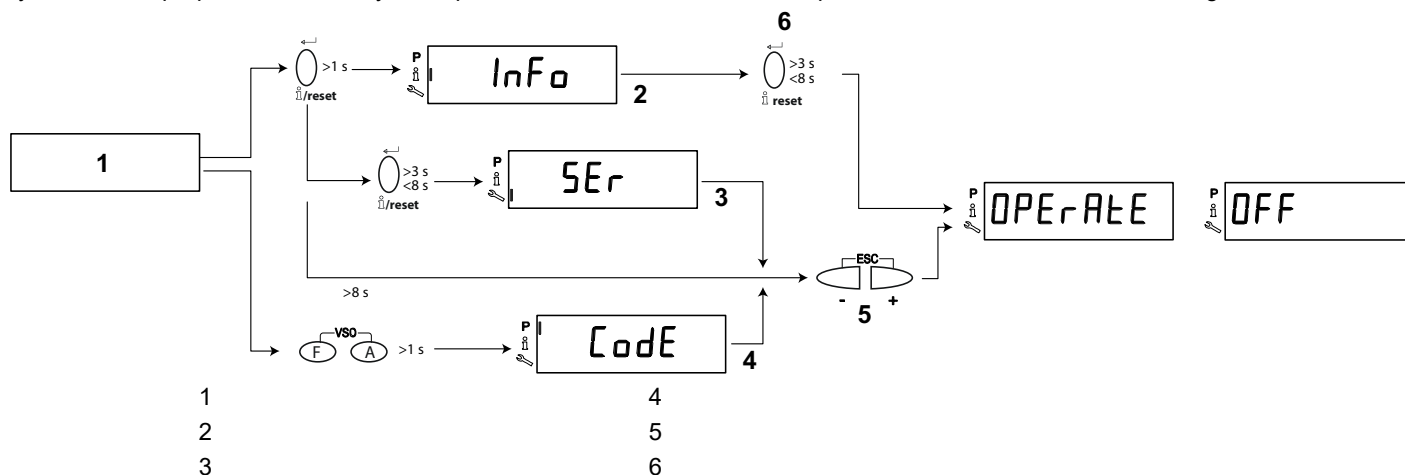 6
>1 s
i/reset
P
i
InFo
2
>3 s
<8 s
i reset
1
>3 s
<8 s
i/reset
P
i
SEr
3
P
i
OPErAtE
P
i
OFF
>8 s
ESC
- +
5
VSO
F A >1 s
P
i
CodE
4
1 4
2 5
3 6